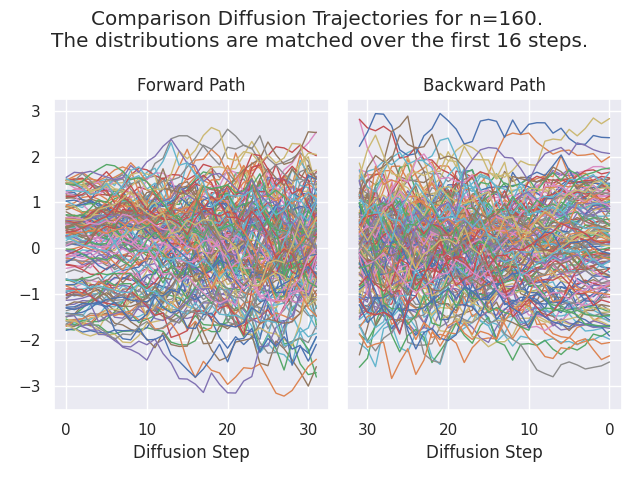 Comparison Diffusion Trajectories for n=160.
The distributions are matched over the first 16 steps.
Forward Path
Backward Path
3
2
1
0
−1
−2
−3
0 10 20 30
30 20 10 0
Diffusion Step
Diffusion Step